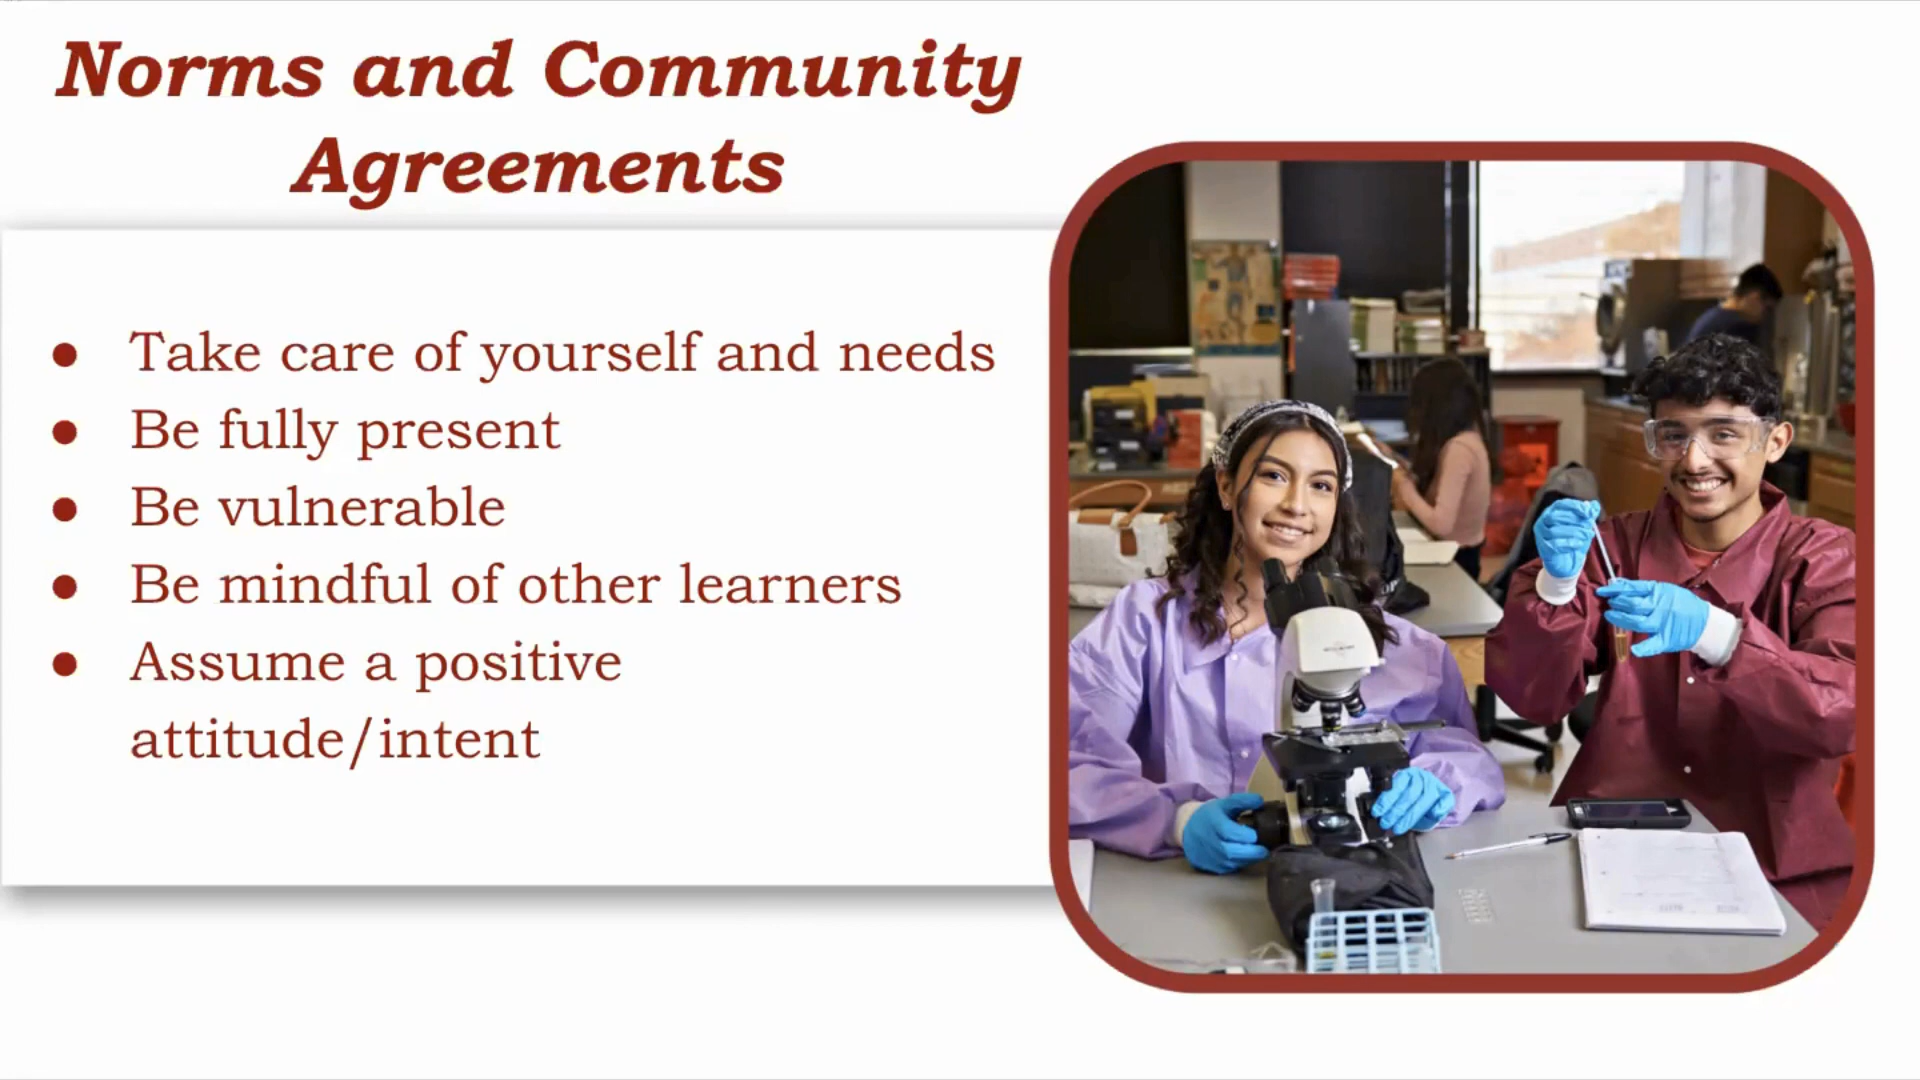 Norms and Community
Agreements
● Take care of yourself and needs
● Be fully present
● Be vulnerable
● Be mindful of other learners
● Assume a positive
attitude/intent